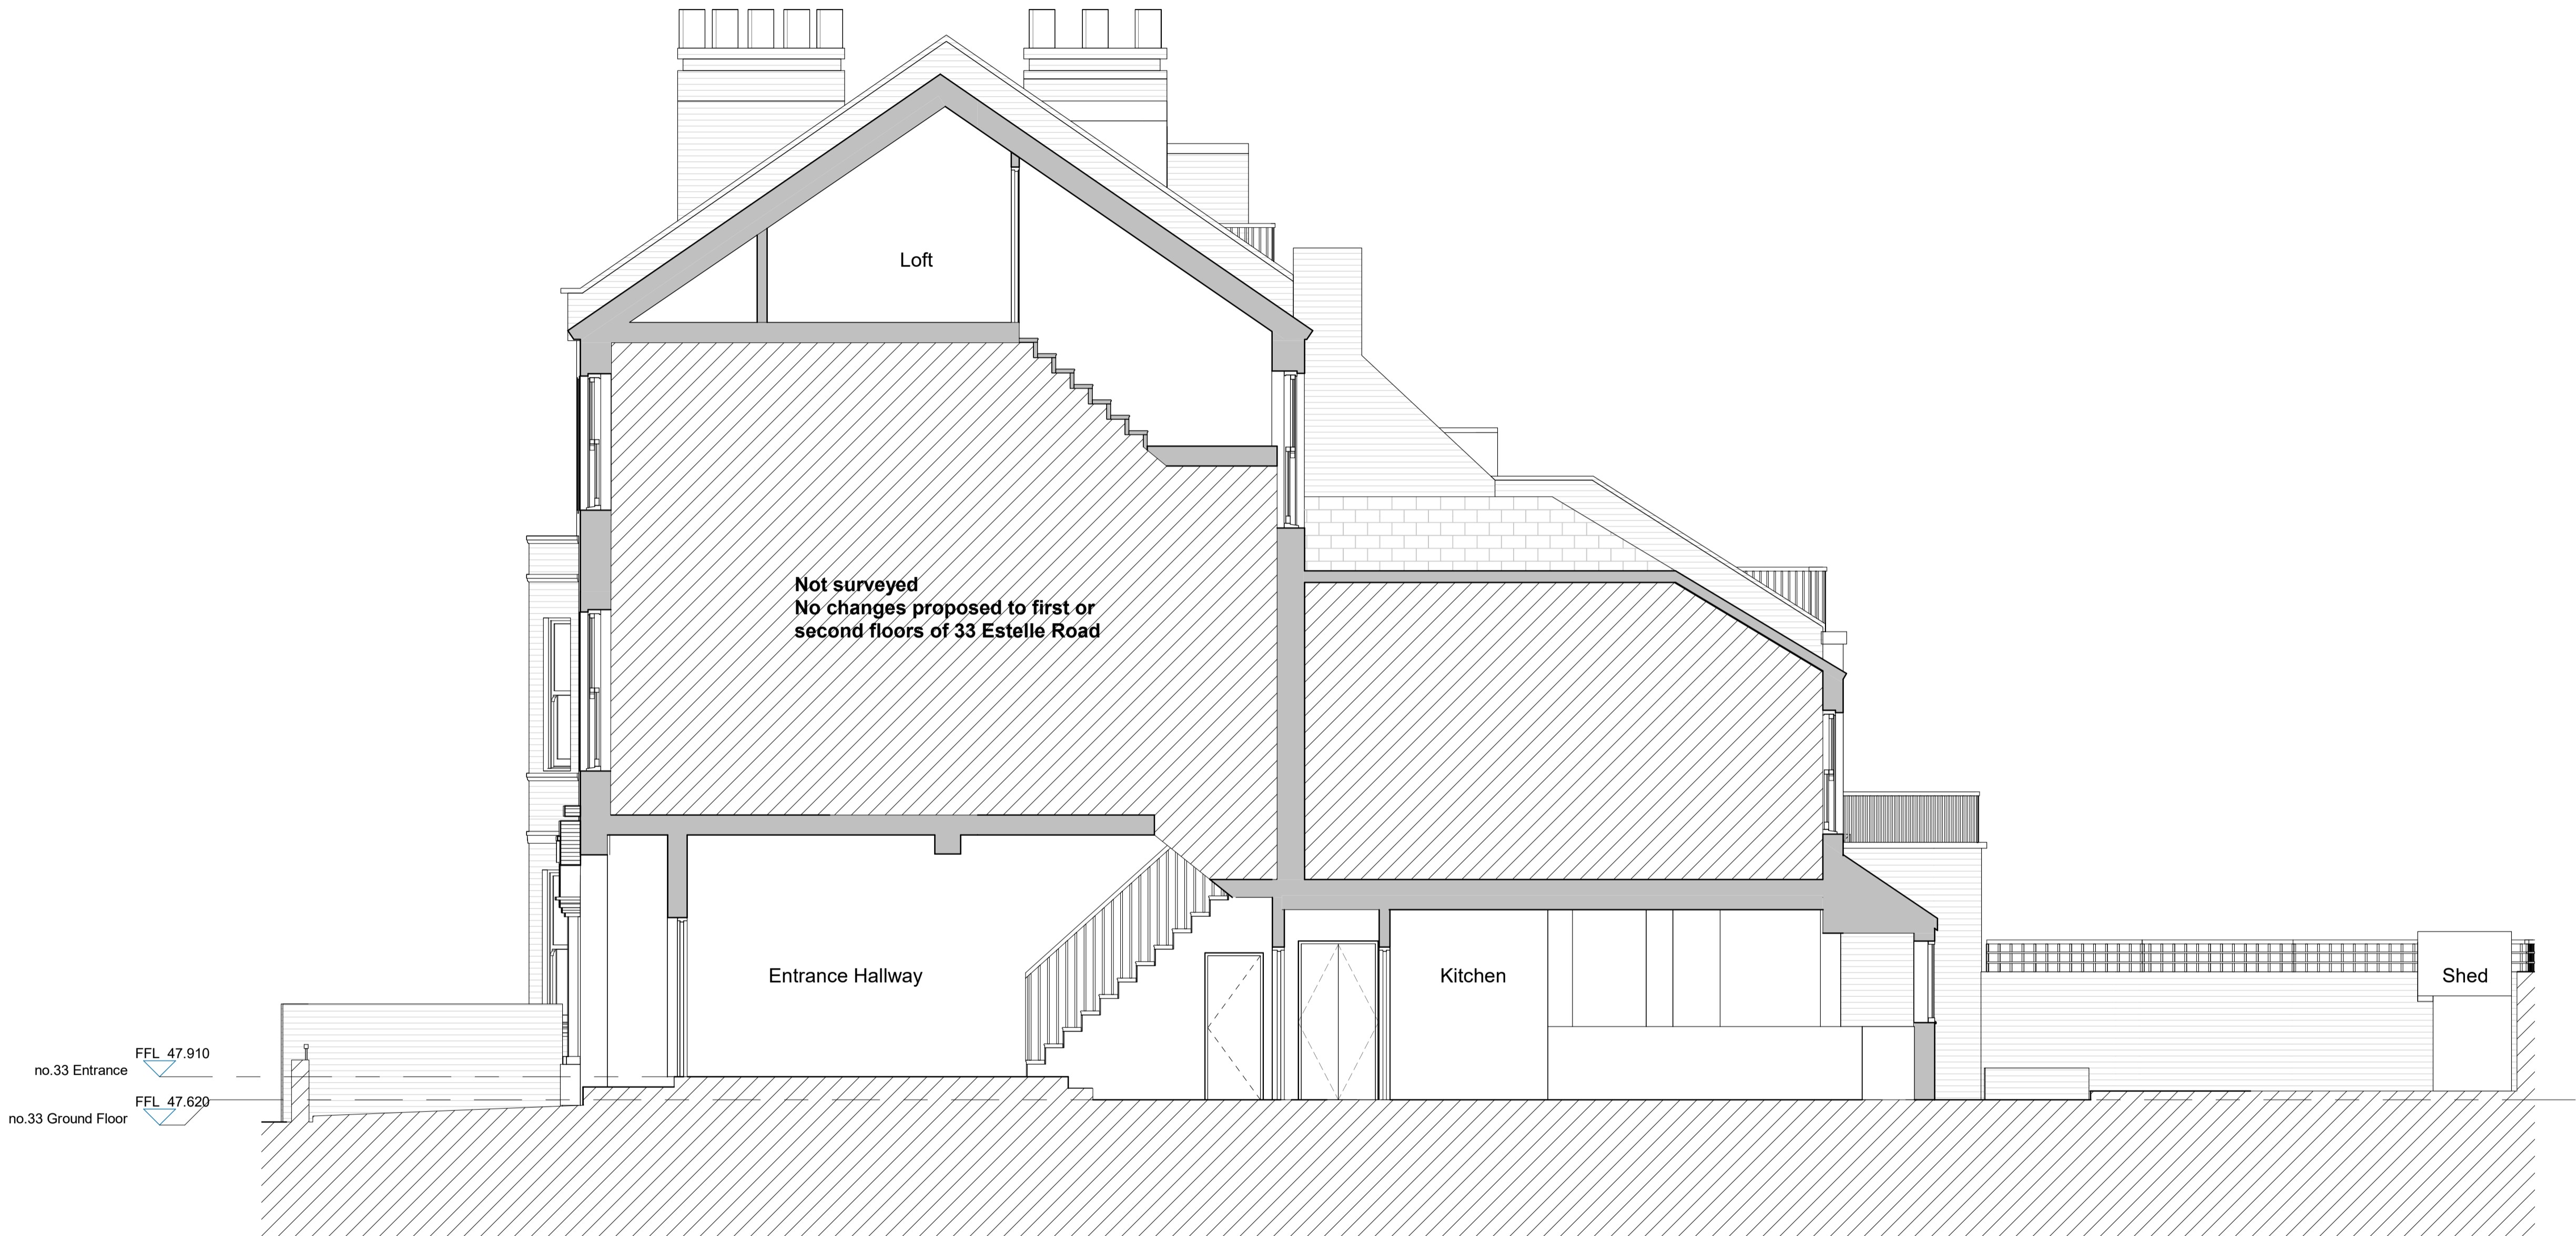 Loft
Not surveyed
No changes proposed to first or
second floors of 33 Estelle Road
Entrance Hallway
Kitchen
Shed
FFL 47.910
no.33 Entrance
FFL 47.620
no.33 Ground Floor